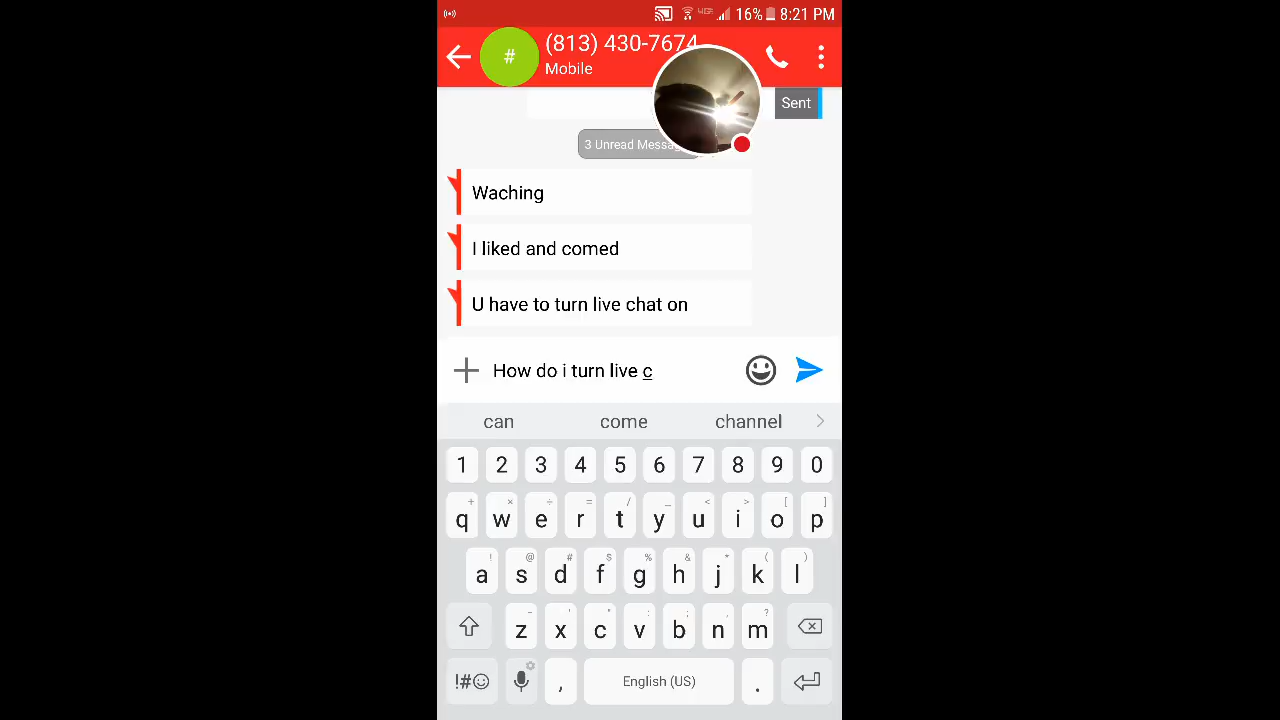 16% 8:21 PM
(813) 430-7674
Mobile
#
Sent
3 Unread
Waching
I liked and comed
U have to turn live chat on
How do i turn live c
can come channel
1 2 3 4 5 6 7 8 9 0
+ × ÷ = / _ < > [ ]
q w e r t y u i o p
! @ # $ % & * ( )
a s d f g h j k l
- ' " : ; , ?
z x c v b n m
!#☺ , English (US) .